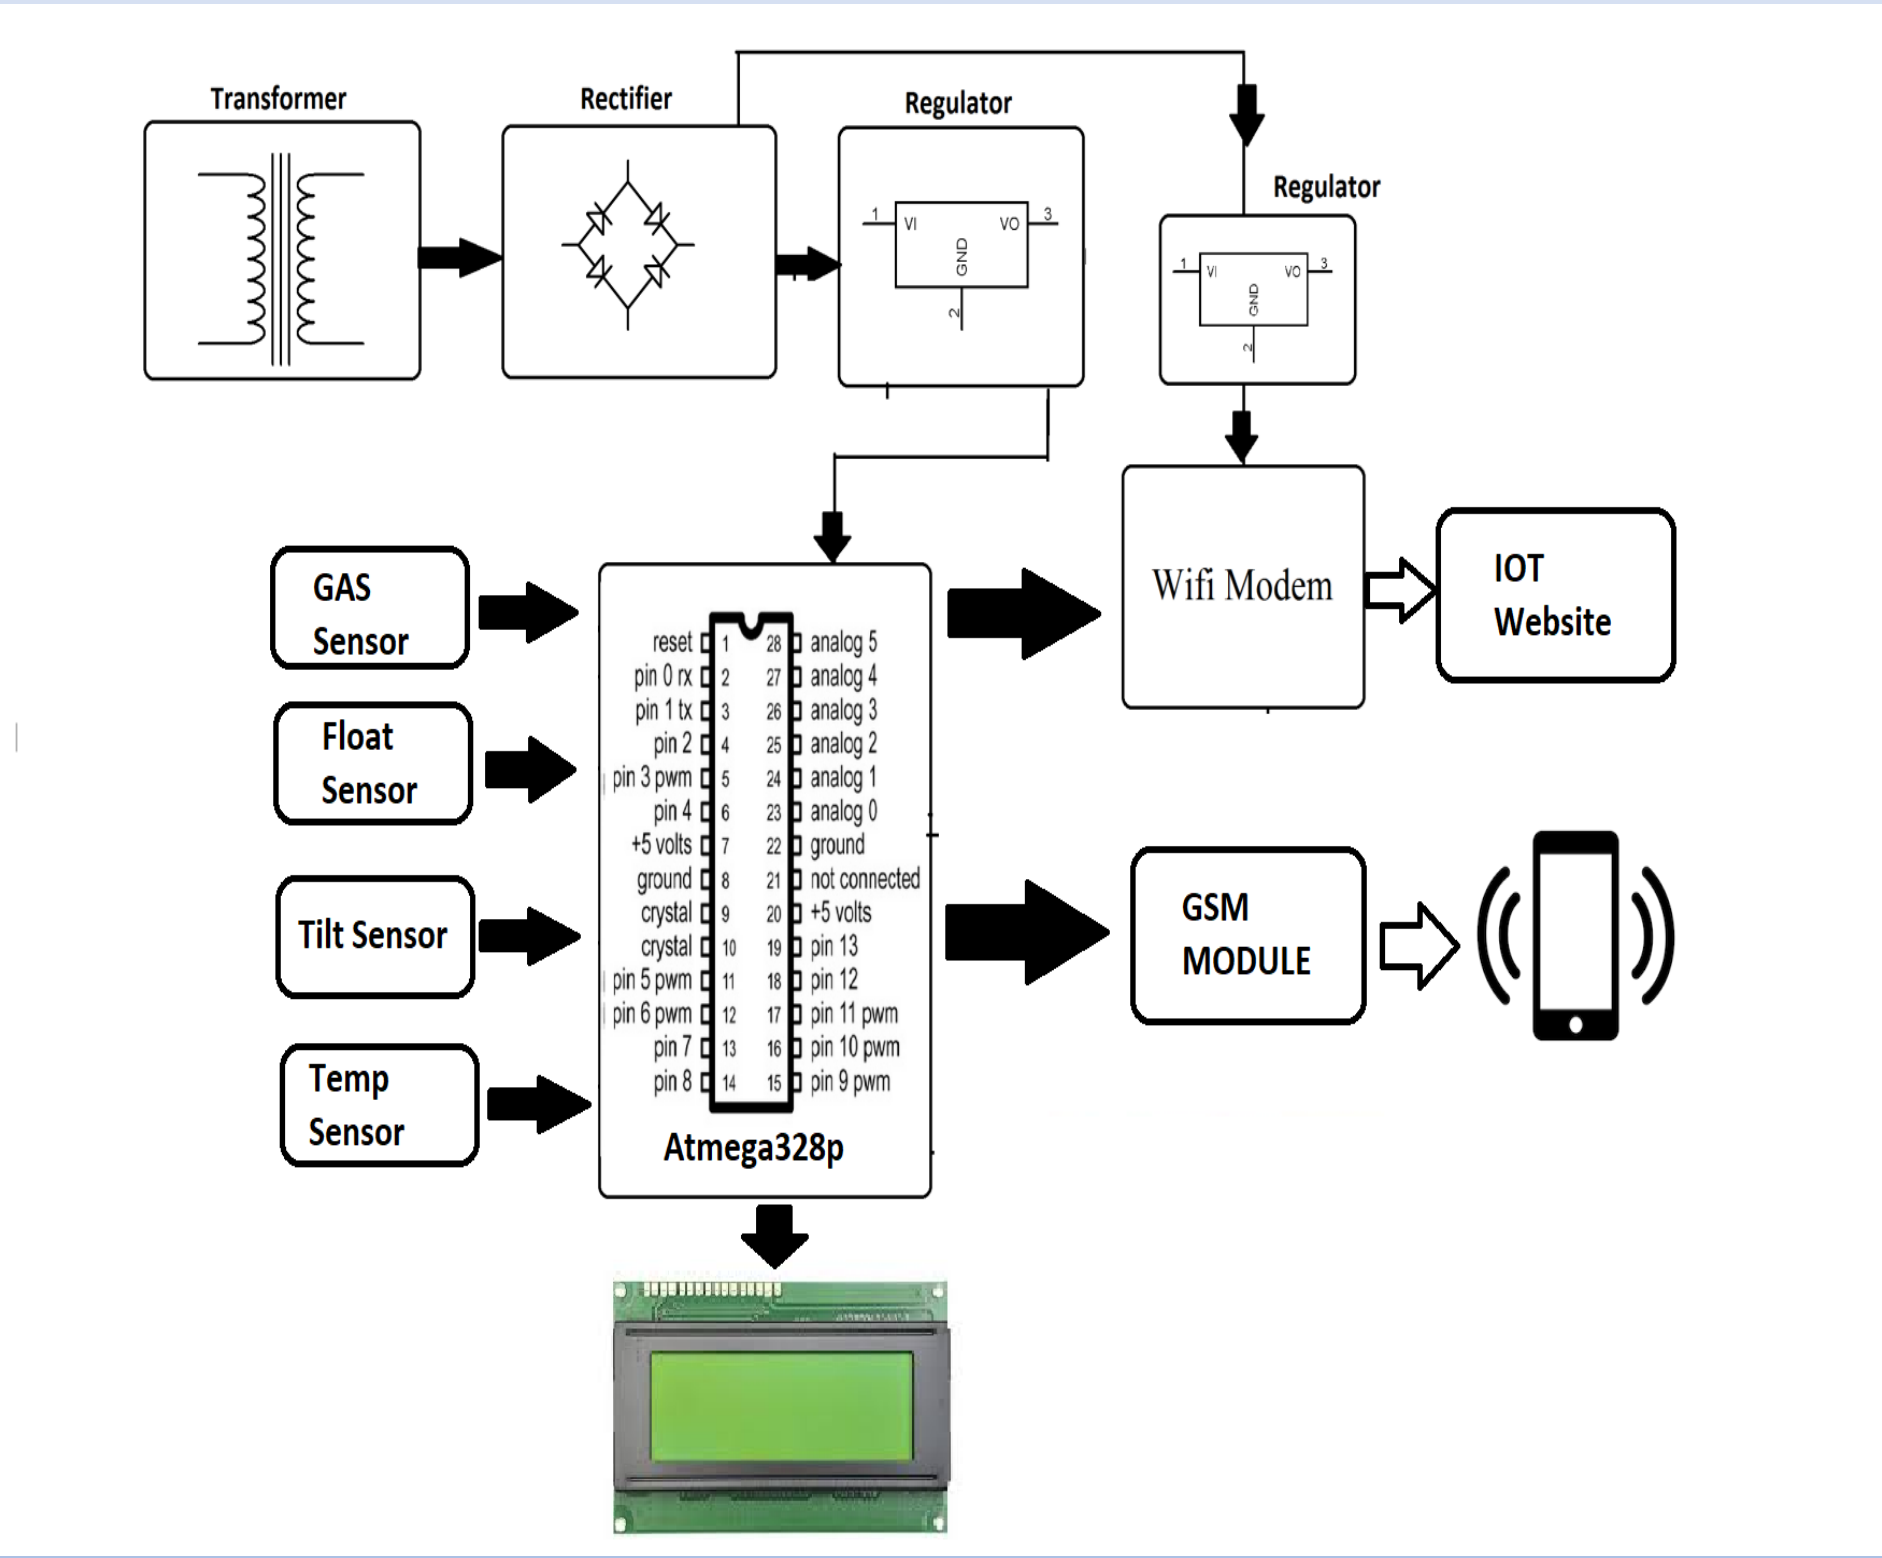 Transformer
Rectifier
Regulator
1
VI
VO
3
GND
2
Regulator
1
VI
VO
3
GND
2
GAS
Sensor
Float
Sensor
Tilt Sensor
Temp
Sensor
reset 1 28 analog 5
pin 0 rx 2 27 analog 4
pin 1 tx 3 26 analog 3
pin 2 4 25 analog 2
pin 3 pwm 5 24 analog 1
pin 4 6 23 analog 0
+5 volts 7 22 ground
ground 8 21 not connected
crystal 9 20 +5 volts
crystal 10 19 pin 13
pin 5 pwm 11 18 pin 12
pin 6 pwm 12 17 pin 11 pwm
pin 7 13 16 pin 10 pwm
pin 8 14 15 pin 9 pwm
Atmega328p
Wifi Modem
IOT
Website
GSM
MODULE